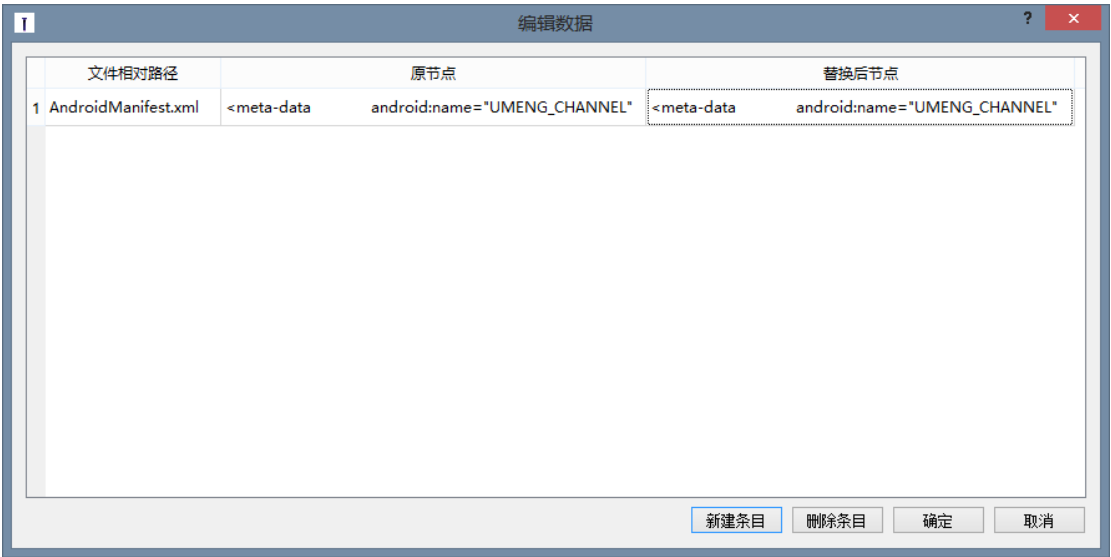 T 编辑数据 ? ×
文件相对路径 原节点 替换后节点
1 AndroidManifest.xml <meta-data android:name="UMENG_CHANNEL" <meta-data android:name="UMENG_CHANNEL"
新建条目 删除条目 确定 取消